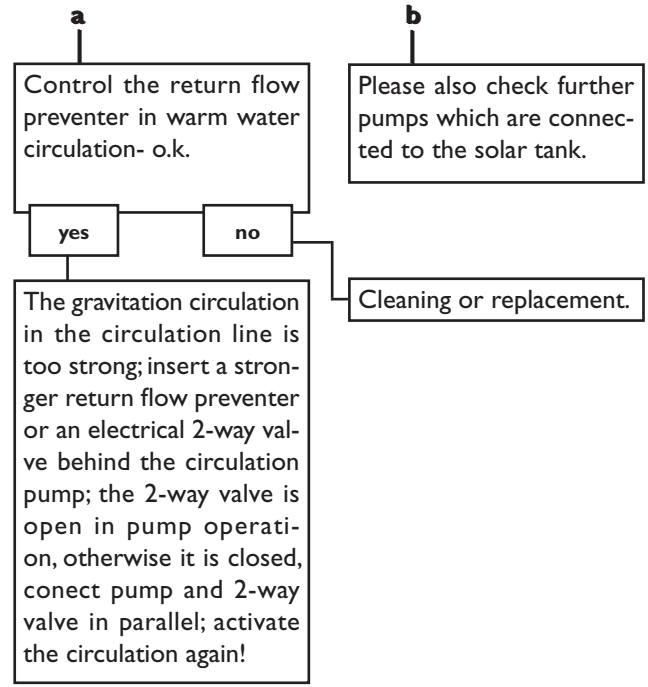 a
Control the return flow
preventer in warm water
circulation- o.k.
yes
no
The gravitation circulation
in the circulation line is
too strong; insert a stron-
ger return flow preventer
or an electrical 2-way val-
ve behind the circulation
pump; the 2-way valve is
open in pump operati-
on, otherwise it is closed,
conect pump and 2-way
valve in parallel; activate
the circulation again!
b
Please also check further
pumps which are connec-
ted to the solar tank.
Cleaning or replacement.